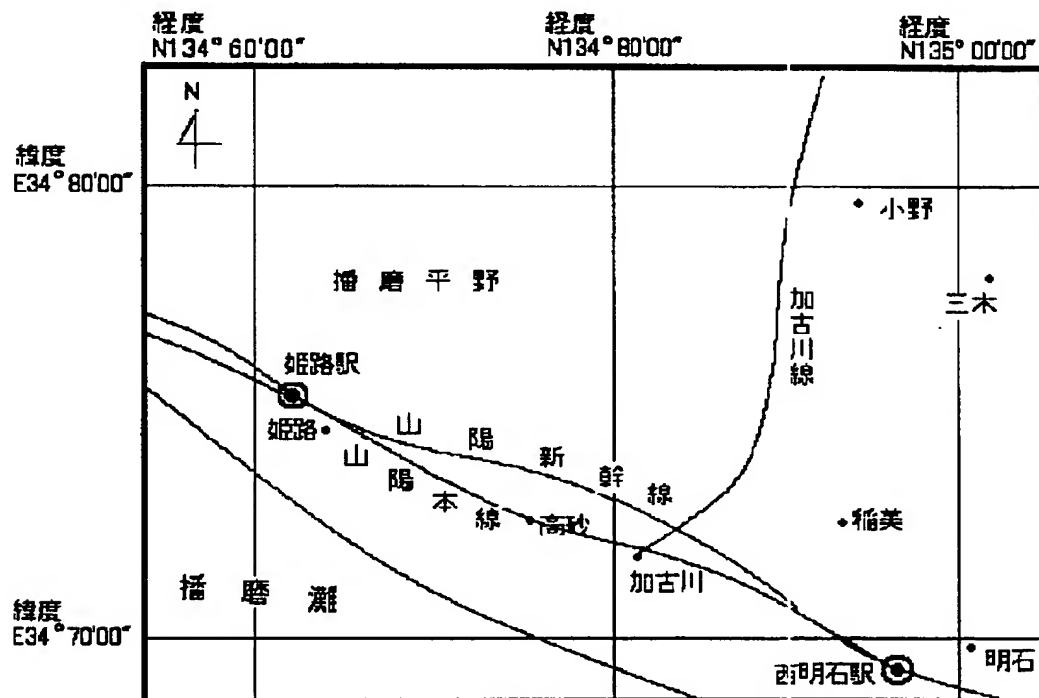 経度
N134°60'00"
経度
N134°80'00"
経度
N135°00'00"
N
緯度
E34°80'00"
小野
播磨平野
三木
加古川線
姫路駅
姫路
山陽新幹線
山陽本線
高砂
稲美
加古川
播磨灘
緯度
E34°70'00"
西明石駅
明石